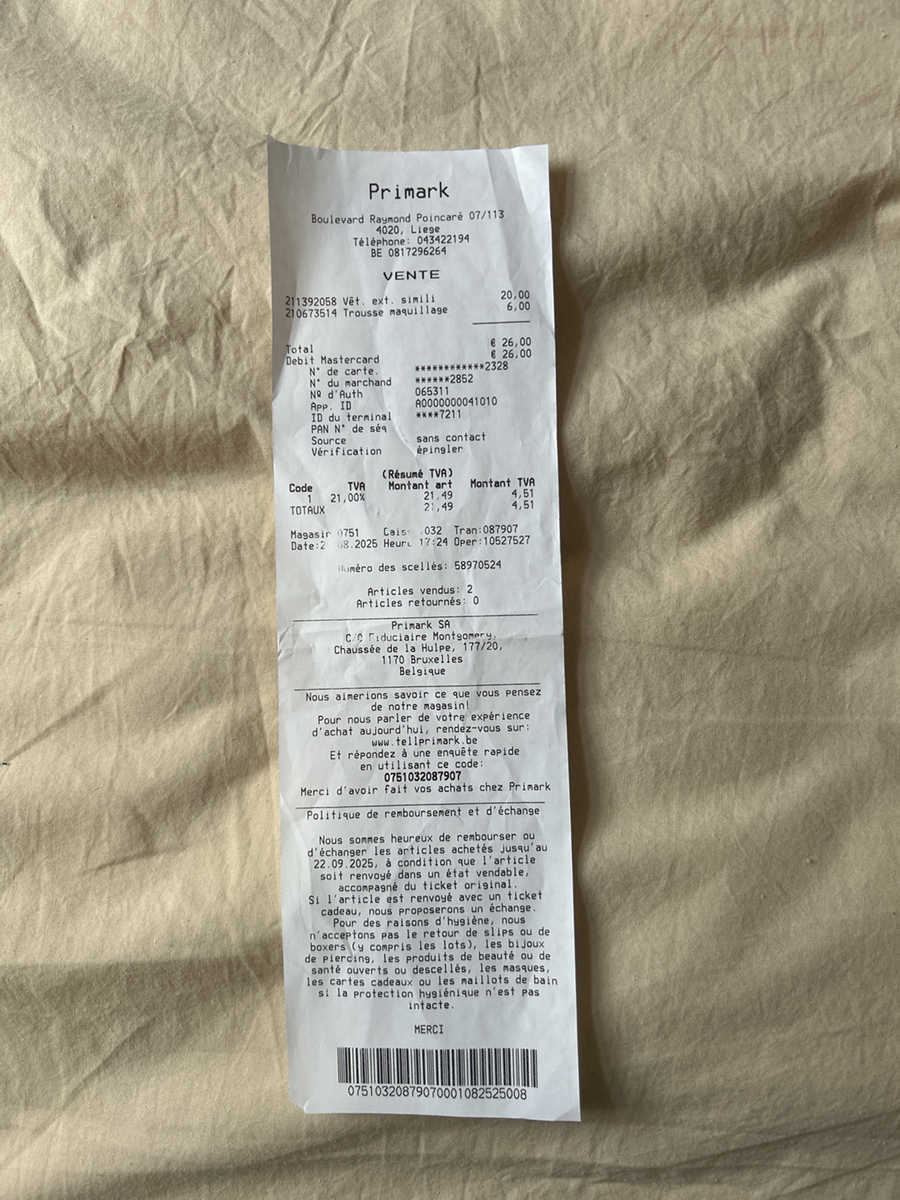 Primark
Boulevard Raymond Poincaré 07/113
4020, Liege
Téléphone: 043422194
BE 0817296264
VENTE
211392058 Vêt. ext. simili 20,00
210673514 Trousse maquillage 6,00
Total € 26,00
Debit Mastercard € 26,00
N° de carte. ************2328
N° du marchand ******2852
Nº d'Auth 065311
App. ID A0000000041010
ID du terminal ****7211
PAN N° de séq
Source sans contact
Vérification épingler
(Résumé TVA)
Code TVA Montant art Montant TVA
1 21,00% 21,49 4,51
TOTAUX 21,49 4,51
Magasin 0751 .032 Tran:087907
.2025 17:24 Oper:10527527
Numéro des scellés: 58970524
Articles vendus: 2
Articles retournés: 0
Primark SA
C/O Fiduciaire Montgomery,
Chaussée de la Hulpe, 177/20,
1170 Bruxelles
Belgique
Nous aimerions savoir ce que vous pensez
de notre magasin!
Pour nous parler de votre expérience
d'achat aujourd'hui, rendez-vous sur:
www.tellprimark.be
Et répondez à une enquête rapide
en utilisant ce code:
0751032087907
Merci d'avoir fait vos achats chez Primark
Politique de remboursement et d'échange
Nous sommes heureux de rembourser ou
d'échanger les articles achetés jusqu'au
22.09.2025, à condition que l'article
soit renvoyé dans un état vendable,
accompagné du ticket original.
Si l'article est renvoyé avec un ticket
cadeau, nous proposerons un échange.
Pour des raisons d'hygiène, nous
n'acceptons pas le retour de slips ou de
boxers (y compris les lots), les bijoux
de piercing, les produits de beauté ou de
santé ouverts ou descellés, les masques,
les cartes cadeaux ou les maillots de bain
si la protection hygiénique n'est pas
intacte.
MERCI
07510320879070001082525008